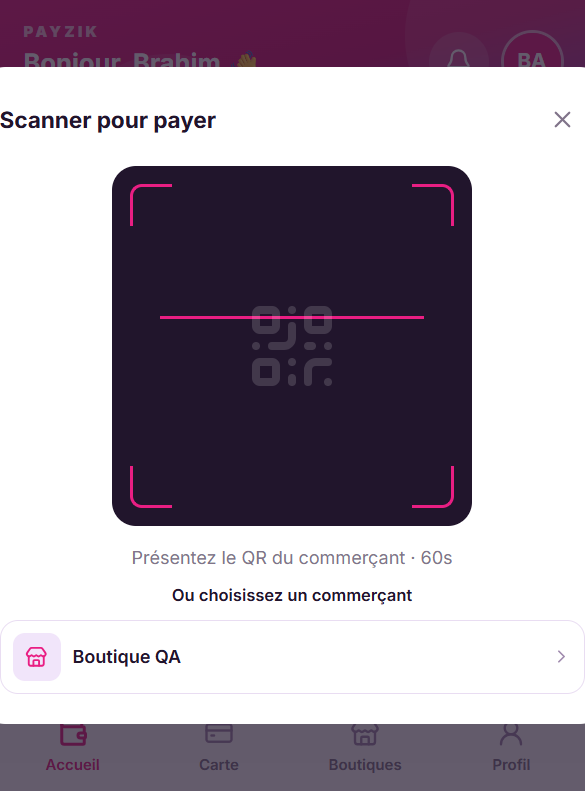 PAYZIK
Bonjour, Brahim 👋
BA
Scanner pour payer
Présentez le QR du commerçant · 60s
Ou choisissez un commerçant
Boutique QA
Accueil
Carte
Boutiques
Profil